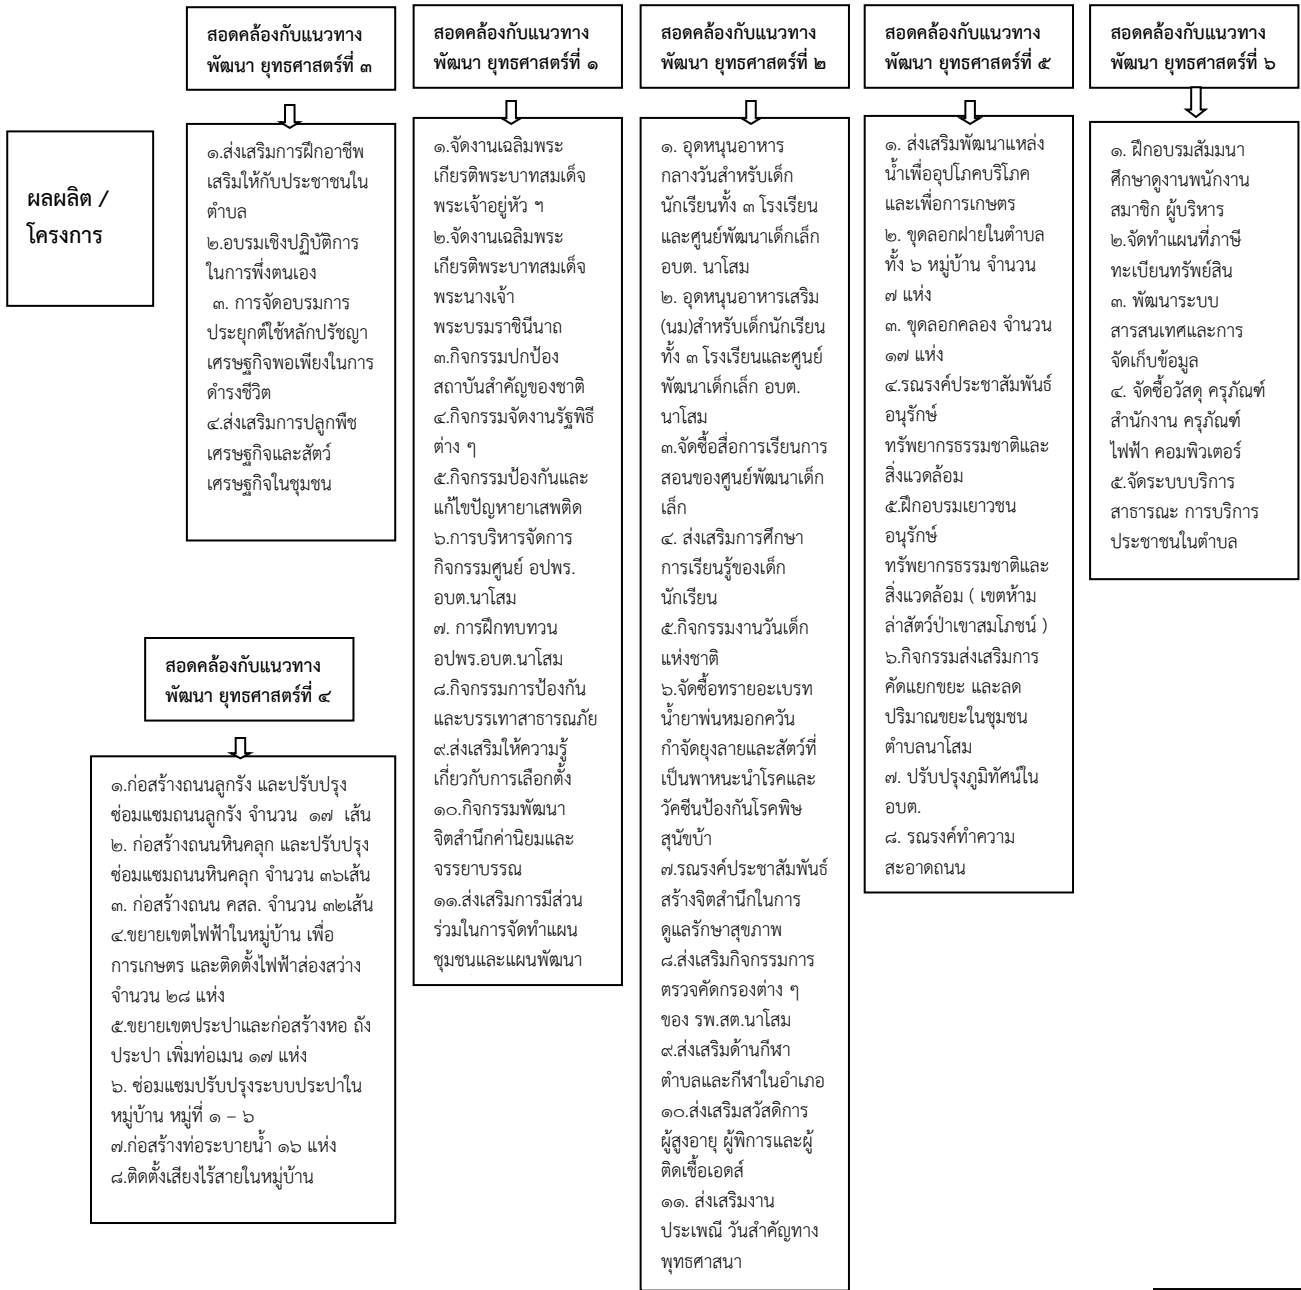 สอดคล้องกับแนวทาง
พัฒนา ยุทธศาสตร์ที่ ๓
สอดคล้องกับแนวทาง
พัฒนา ยุทธศาสตร์ที่ ๑
สอดคล้องกับแนวทาง
พัฒนา ยุทธศาสตร์ที่ ๒
สอดคล้องกับแนวทาง
พัฒนา ยุทธศาสตร์ที่ ๕
สอดคล้องกับแนวทาง
พัฒนา ยุทธศาสตร์ที่ ๖
ผลผลิต /
โครงการ
๑.ส่งเสริมการฝึกอาชีพ
เสริมให้กับประชาชนใน
ตำบล
๒.อบรมเชิงปฏิบัติการ
ในการพึ่งตนเอง
๓. การจัดอบรมการ
ประยุกต์ใช้หลักปรัชญา
เศรษฐกิจพอเพียงในการ
ดำรงชีวิต
๔.ส่งเสริมการปลูกพืช
เศรษฐกิจและสัตว์
เศรษฐกิจในชุมชน
๑.จัดงานเฉลิมพระ
เกียรติพระบาทสมเด็จ
พระเจ้าอยู่หัว ฯ
๒.จัดงานเฉลิมพระ
เกียรติพระบาทสมเด็จ
พระนางเจ้า
พระบรมราชินีนาถ
๓.กิจกรรมปกป้อง
สถาบันสำคัญของชาติ
๔.กิจกรรมจัดงานรัฐพิธี
ต่าง ๆ
๕.กิจกรรมป้องกันและ
แก้ไขปัญหายาเสพติด
๖.การบริหารจัดการ
กิจกรรมศูนย์ อปพร.
อบต.นาโสม
๗. การฝึกทบทวน
อปพร.อบต.นาโสม
๘.กิจกรรมการป้องกัน
และบรรเทาสาธารณภัย
๙.ส่งเสริมให้ความรู้
เกี่ยวกับการเลือกตั้ง
๑๐.กิจกรรมพัฒนา
จิตสำนึกค่านิยมและ
จรรยาบรรณ
๑๑.ส่งเสริมการมีส่วน
ร่วมในการจัดทำแผน
ชุมชนและแผนพัฒนา
๑. อุดหนุนอาหาร
กลางวันสำหรับเด็ก
นักเรียนทั้ง ๓ โรงเรียน
และศูนย์พัฒนาเด็กเล็ก
อบต. นาโสม
๒. อุดหนุนอาหารเสริม
(นม)สำหรับเด็กนักเรียน
ทั้ง ๓ โรงเรียนและศูนย์
พัฒนาเด็กเล็ก อบต.
นาโสม
๓.จัดซื้อสื่อการเรียนการ
สอนของศูนย์พัฒนาเด็ก
เล็ก
๔. ส่งเสริมการศึกษา
การเรียนรู้ของเด็ก
นักเรียน
๕.กิจกรรมงานวันเด็ก
แห่งชาติ
๖.จัดซื้อทรายอะเบรท
น้ำยาพ่นหมอกควัน
กำจัดยุงลายและสัตว์ที่
เป็นพาหนะนำโรคและ
วัคซีนป้องกันโรคพิษ
สุนัขบ้า
๗.รณรงค์ประชาสัมพันธ์
สร้างจิตสำนึกในการ
ดูแลรักษาสุขภาพ
๘.ส่งเสริมกิจกรรมการ
ตรวจคัดกรองต่าง ๆ
ของ รพ.สต.นาโสม
๙.ส่งเสริมด้านกีฬา
ตำบลและกีฬาในอำเภอ
๑๐.ส่งเสริมสวัสดิการ
ผู้สูงอายุ ผู้พิการและผู้
ติดเชื้อเอดส์
๑๑. ส่งเสริมงาน
ประเพณี วันสำคัญทาง
พุทธศาสนา
๑. ส่งเสริมพัฒนาแหล่ง
น้ำเพื่ออุปโภคบริโภค
และเพื่อการเกษตร
๒. ขุดลอกฝายในตำบล
ทั้ง ๖ หมู่บ้าน จำนวน
๗ แห่ง
๓. ขุดลอกคลอง จำนวน
๑๗ แห่ง
๔.รณรงค์ประชาสัมพันธ์
อนุรักษ์
ทรัพยากรธรรมชาติและ
สิ่งแวดล้อม
๕.ฝึกอบรมเยาวชน
อนุรักษ์
ทรัพยากรธรรมชาติและ
สิ่งแวดล้อม ( เขตห้าม
ล่าสัตว์ป่าเขาสมโภชน์ )
๖.กิจกรรมส่งเสริมการ
คัดแยกขยะ และลด
ปริมาณขยะในชุมชน
ตำบลนาโสม
๗. ปรับปรุงภูมิทัศน์ใน
อบต.
๘. รณรงค์ทำความ
สะอาดถนน
๑. ฝึกอบรมสัมมนา
ศึกษาดูงานพนักงาน
สมาชิก ผู้บริหาร
๒.จัดทำแผนที่ภาษี
ทะเบียนทรัพย์สิน
๓. พัฒนาระบบ
สารสนเทศและการ
จัดเก็บข้อมูล
๔. จัดซื้อวัสดุ ครุภัณฑ์
สำนักงาน ครุภัณฑ์
ไฟฟ้า คอมพิวเตอร์
๕.จัดระบบบริการ
สาธารณะ การบริการ
ประชาชนในตำบล
สอดคล้องกับแนวทาง
พัฒนา ยุทธศาสตร์ที่ ๔
๑.ก่อสร้างถนนลูกรัง และปรับปรุง
ซ่อมแซมถนนลูกรัง จำนวน ๑๗ เส้น
๒. ก่อสร้างถนนหินคลุก และปรับปรุง
ซ่อมแซมถนนหินคลุก จำนวน ๓๖เส้น
๓. ก่อสร้างถนน คสล. จำนวน ๓๒เส้น
๔.ขยายเขตไฟฟ้าในหมู่บ้าน เพื่อ
การเกษตร และติดตั้งไฟฟ้าส่องสว่าง
จำนวน ๒๘ แห่ง
๕.ขยายเขตประปาและก่อสร้างหอ ถัง
ประปา เพิ่มท่อเมน ๑๗ แห่ง
๖. ซ่อมแซมปรับปรุงระบบประปาใน
หมู่บ้าน หมู่ที่ ๑ – ๖
๗.ก่อสร้างท่อระบายน้ำ ๑๖ แห่ง
๘.ติดตั้งเสียงไร้สายในหมู่บ้าน